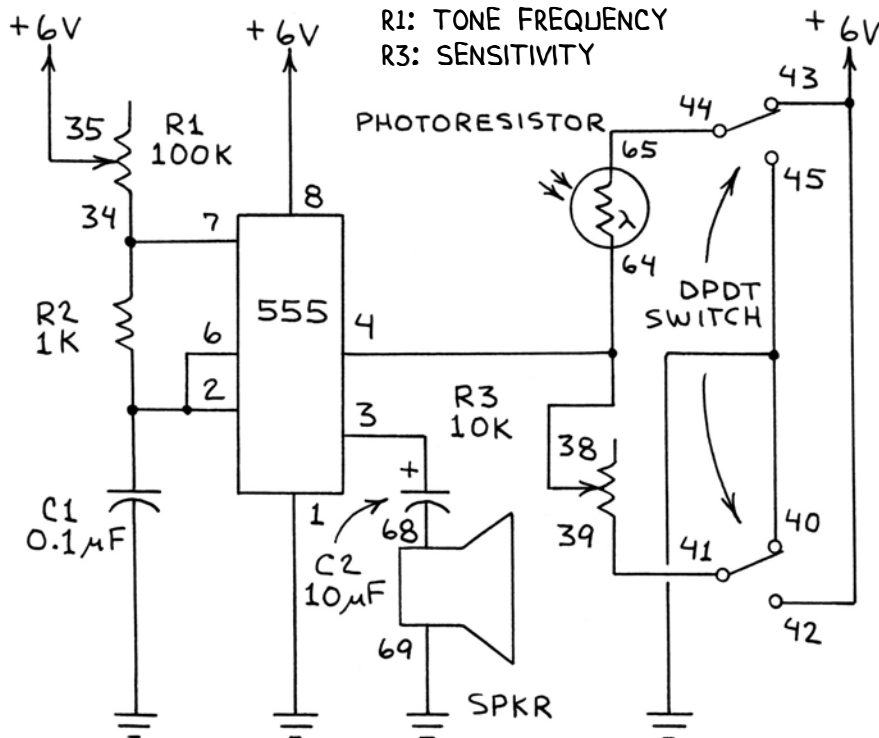 R1: TONE FREQUENCY
R3: SENSITIVITY
+6V
+6V
+ 6V
35
R1
100K
34
7
8
PHOTORESISTOR
65
λ
64
44
43
45
DPDT
SWITCH
R2
1K
6
2
555
4
3
1
R3
10K
38
39
41
40
42
C1
0.1µF
+
C2
10µF
68
69
SPKR